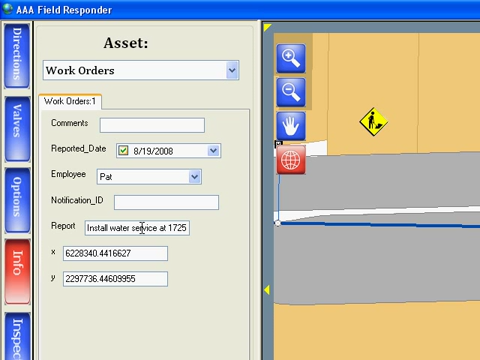 AAA Field Responder
Directions
Valves
Options
Info
Inspec
Asset:
Work Orders
Work Orders:1
Comments
Reported_Date
8/19/2008
Employee
Pat
Notification_ID
Report
Install water service at 1725
x
6228340.4416627
y
2297736.44609955